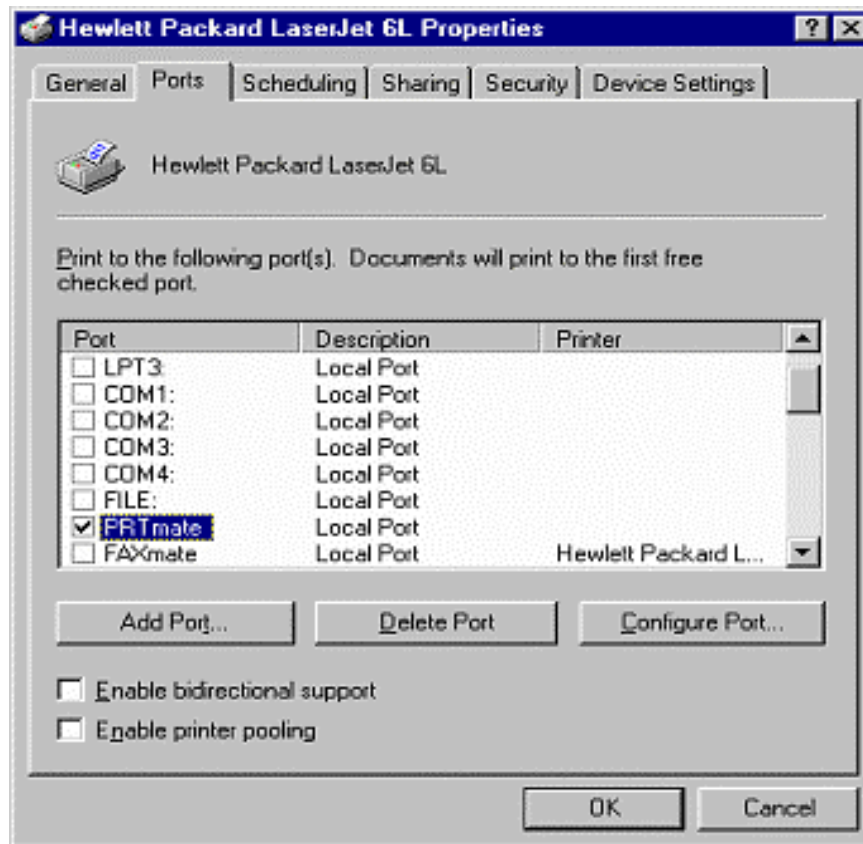 Hewlett Packard LaserJet 6L Properties
General Ports Scheduling Sharing Security Device Settings
Hewlett Packard LaserJet 6L
Print to the following port(s). Documents will print to the first free
checked port.
Port Description Printer
LPT3: Local Port
COM1: Local Port
COM2: Local Port
COM3: Local Port
COM4: Local Port
FILE: Local Port
PRTmate Local Port
FAXmate Local Port Hewlett Packard L...
Add Port... Delete Port Configure Port...
Enable bidirectional support
Enable printer pooling
OK Cancel